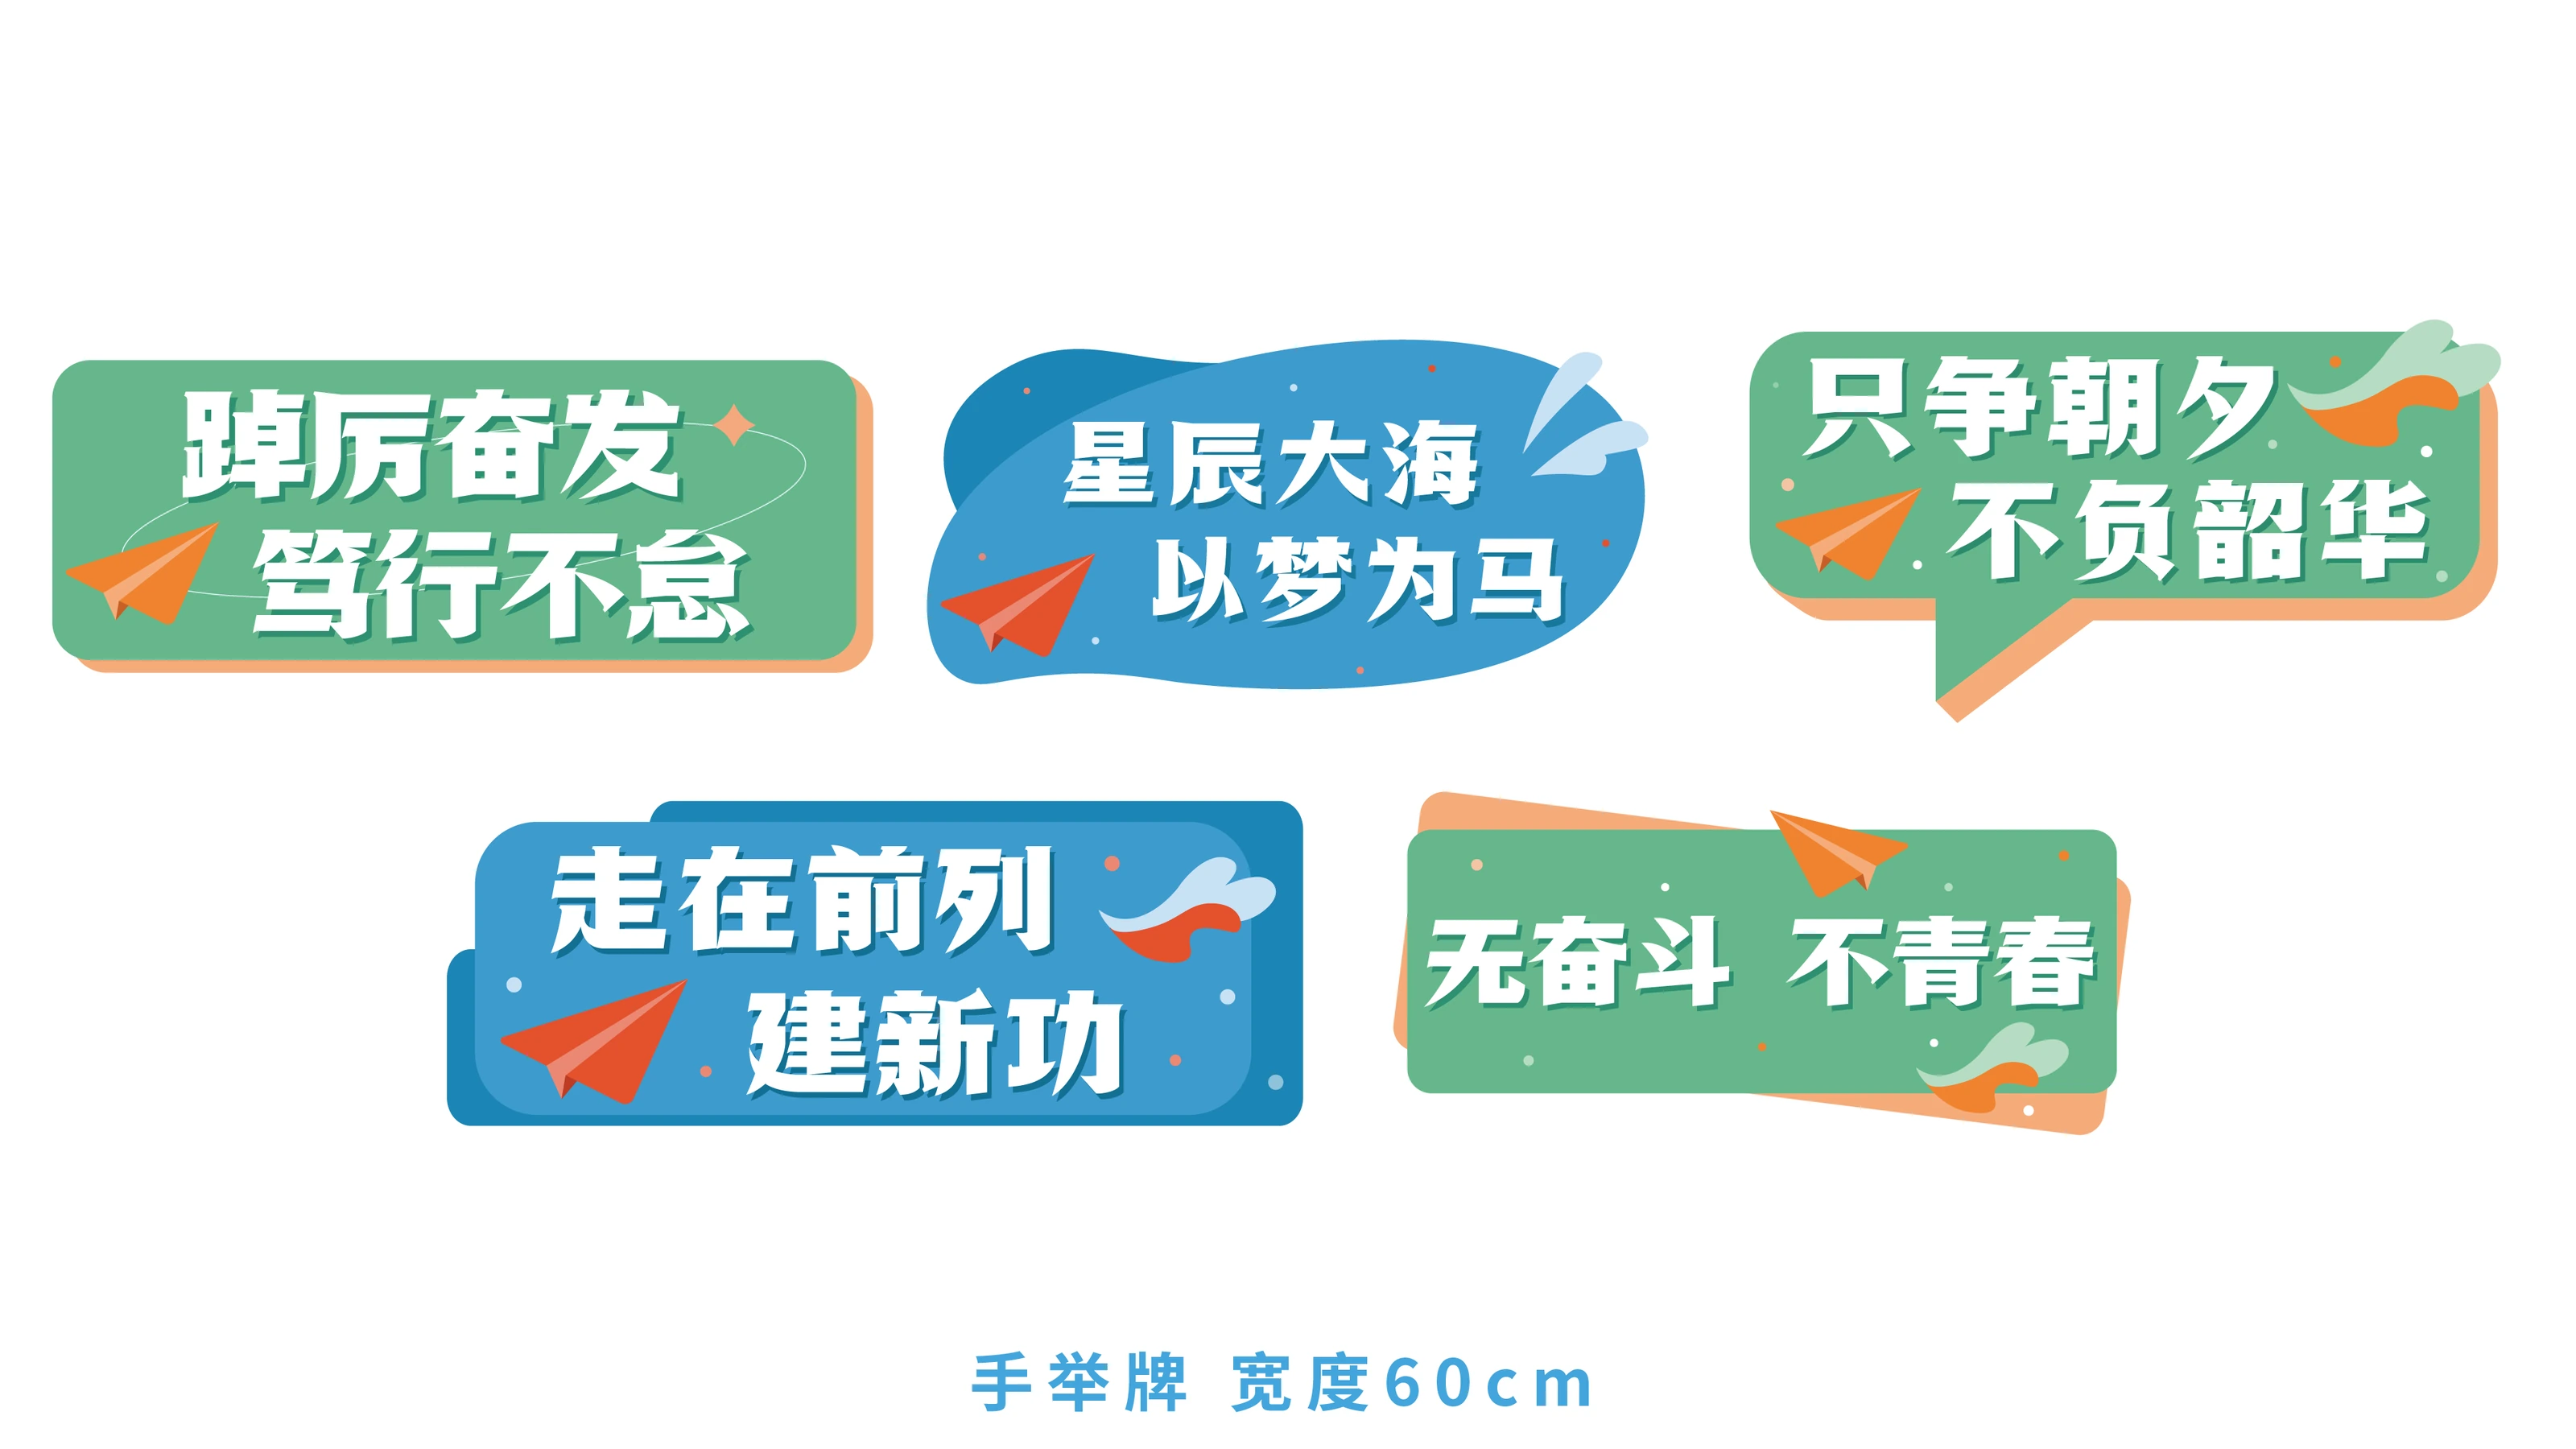 踔厉奋发
笃行不怠
星辰大海
以梦为马
只争朝夕
不负韶华
走在前列
建新功
无奋斗 不青春
手举牌 宽度60cm